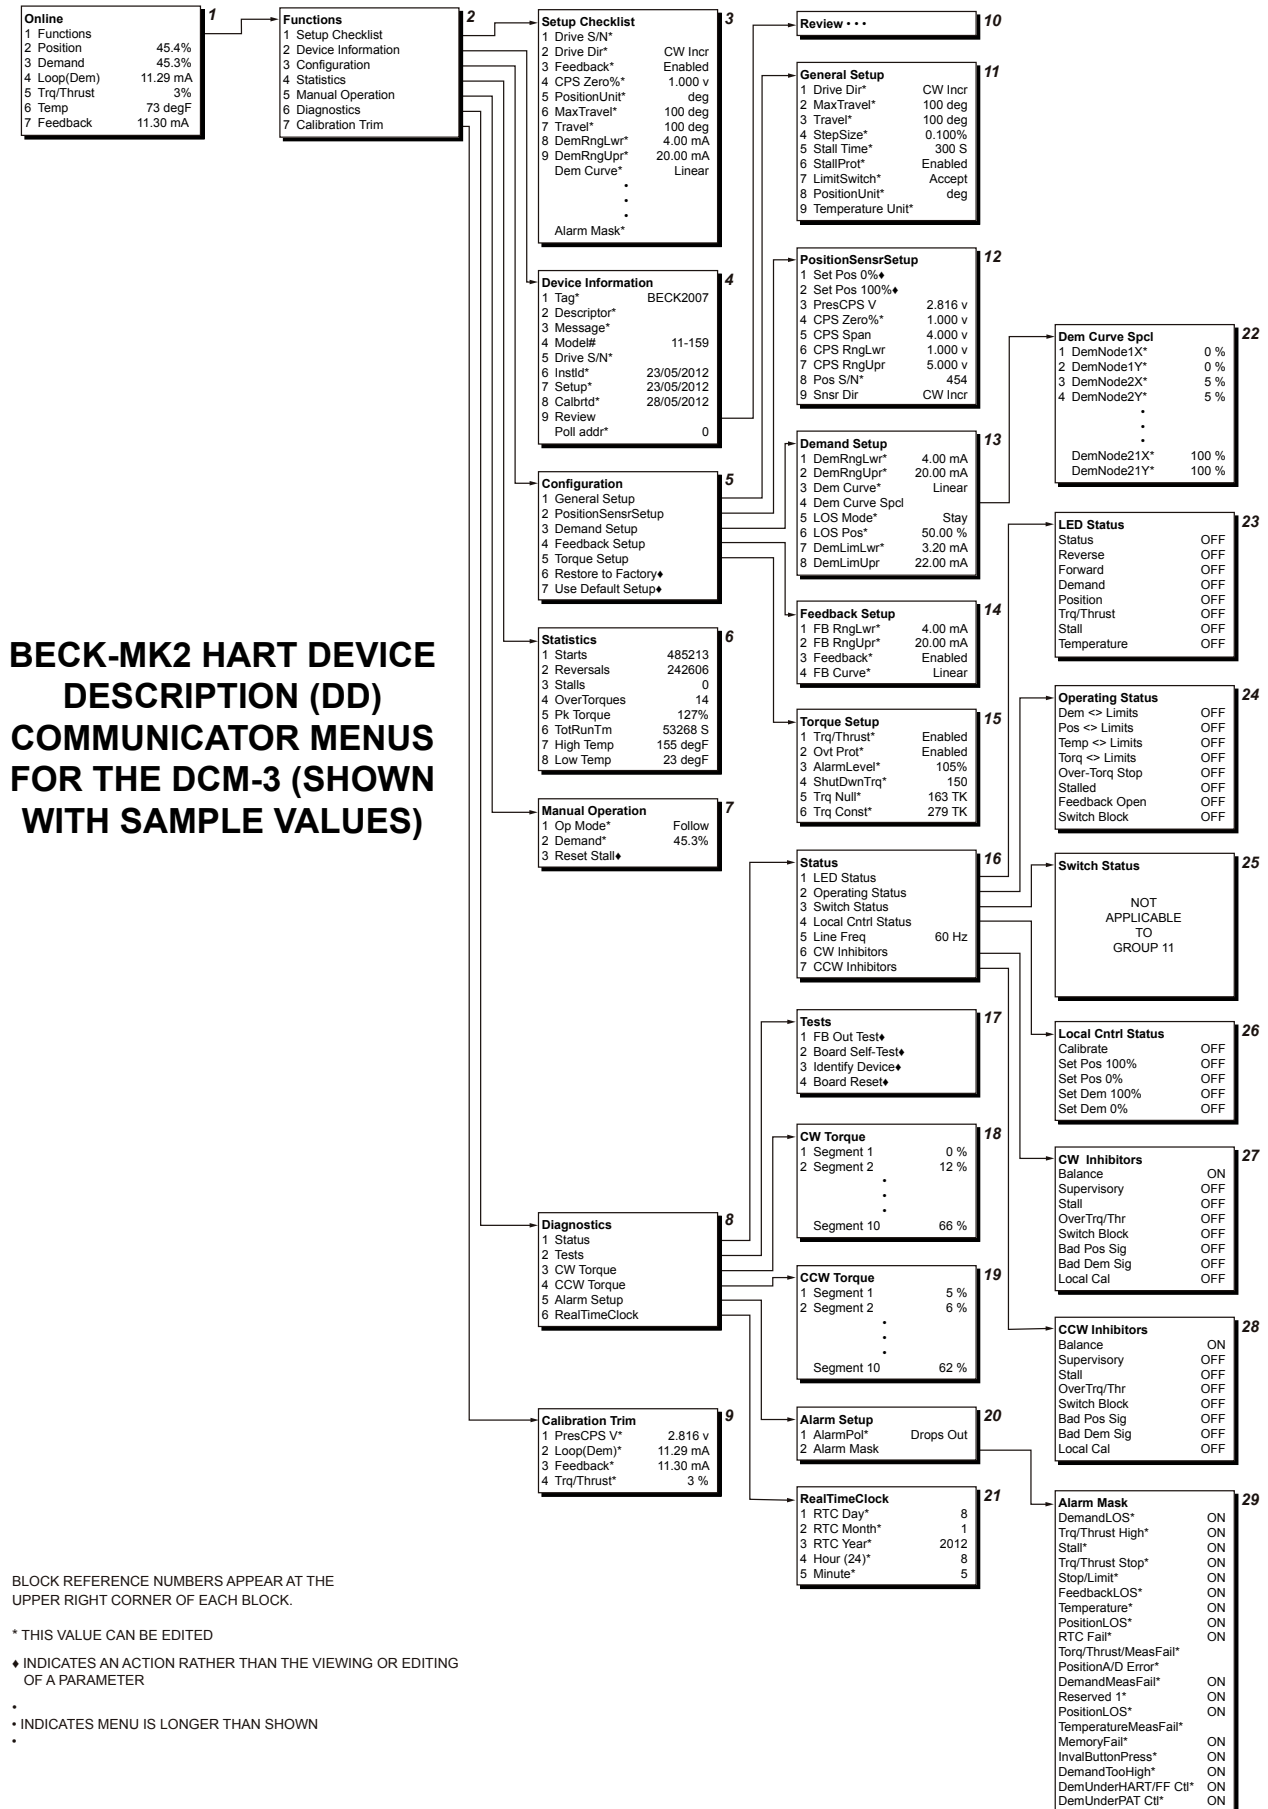 Online 1
1 Functions
2 Position 45.4%
3 Demand 45.3%
4 Loop(Dem) 11.29 mA
5 Trq/Thrust 3%
6 Temp 73 degF
7 Feedback 11.30 mA
Functions 2
1 Setup Checklist
2 Device Information
3 Configuration
4 Statistics
5 Manual Operation
6 Diagnostics
7 Calibration Trim
Setup Checklist 3
1 Drive S/N*
2 Drive Dir* CW Incr
3 Feedback* Enabled
4 CPS Zero%* 1.000 v
5 PositionUnit* deg
6 MaxTravel* 100 deg
7 Travel* 100 deg
8 DemRngLwr* 4.00 mA
9 DemRngUpr* 20.00 mA
Dem Curve* Linear
•
•
•
Alarm Mask*
Device Information 4
1 Tag* BECK2007
2 Descriptor*
3 Message*
4 Model# 11-159
5 Drive S/N*
6 Instld* 23/05/2012
7 Setup* 23/05/2012
8 Calbrtd* 28/05/2012
9 Review
Poll addr* 0
Configuration 5
1 General Setup
2 PositionSensrSetup
3 Demand Setup
4 Feedback Setup
5 Torque Setup
6 Restore to Factory♦
7 Use Default Setup♦
Statistics 6
1 Starts 485213
2 Reversals 242606
3 Stalls 0
4 OverTorques 14
5 Pk Torque 127%
6 TotRunTm 53268 S
7 High Temp 155 degF
8 Low Temp 23 degF
Manual Operation 7
1 Op Mode* Follow
2 Demand* 45.3%
3 Reset Stall♦
Diagnostics 8
1 Status
2 Tests
3 CW Torque
4 CCW Torque
5 Alarm Setup
6 RealTimeClock
Calibration Trim 9
1 PresCPS V* 2.816 v
2 Loop(Dem)* 11.29 mA
3 Feedback* 11.30 mA
4 Trq/Thrust* 3 %
Review • • • 10
General Setup 11
1 Drive Dir* CW Incr
2 MaxTravel* 100 deg
3 Travel* 100 deg
4 StepSize* 0.100%
5 Stall Time* 300 S
6 StallProt* Enabled
7 LimitSwitch* Accept
8 PositionUnit* deg
9 Temperature Unit*
PositionSensrSetup 12
1 Set Pos 0%♦
2 Set Pos 100%♦
3 PresCPS V 2.816 v
4 CPS Zero%* 1.000 v
5 CPS Span 4.000 v
6 CPS RngLwr 1.000 v
7 CPS RngUpr 5.000 v
8 Pos S/N* 454
9 Snsr Dir CW Incr
Demand Setup 13
1 DemRngLwr* 4.00 mA
2 DemRngUpr* 20.00 mA
3 Dem Curve* Linear
4 Dem Curve Spcl
5 LOS Mode* Stay
6 LOS Pos* 50.00 %
7 DemLimLwr* 3.20 mA
8 DemLimUpr 22.00 mA
Feedback Setup 14
1 FB RngLwr* 4.00 mA
2 FB RngUpr* 20.00 mA
3 Feedback* Enabled
4 FB Curve* Linear
Torque Setup 15
1 Trq/Thrust* Enabled
2 Ovt Prot* Enabled
3 AlarmLevel* 105%
4 ShutDwnTrq* 150
5 Trq Null* 163 TK
6 Trq Const* 279 TK
Status 16
1 LED Status
2 Operating Status
3 Switch Status
4 Local Cntrl Status
5 Line Freq 60 Hz
6 CW Inhibitors
7 CCW Inhibitors
Tests 17
1 FB Out Test♦
2 Board Self-Test♦
3 Identify Device♦
4 Board Reset♦
CW Torque 18
1 Segment 1 0 %
2 Segment 2 12 %
•
•
•
Segment 10 66 %
CCW Torque 19
1 Segment 1 5 %
2 Segment 2 6 %
•
•
•
Segment 10 62 %
Alarm Setup 20
1 AlarmPol* Drops Out
2 Alarm Mask
RealTimeClock 21
1 RTC Day* 8
2 RTC Month* 1
3 RTC Year* 2012
4 Hour (24)* 8
5 Minute* 5
Dem Curve Spcl 22
1 DemNode1X* 0 %
2 DemNode1Y* 0 %
3 DemNode2X* 5 %
4 DemNode2Y* 5 %
•
•
•
DemNode21X* 100 %
DemNode21Y* 100 %
LED Status 23
Status OFF
Reverse OFF
Forward OFF
Demand OFF
Position OFF
Trq/Thrust OFF
Stall OFF
Temperature OFF
Operating Status 24
Dem <> Limits OFF
Pos <> Limits OFF
Temp <> Limits OFF
Torq <> Limits OFF
Over-Torq Stop OFF
Stalled OFF
Feedback Open OFF
Switch Block OFF
Switch Status 25
NOT
APPLICABLE
TO
GROUP 11
Local Cntrl Status 26
Calibrate OFF
Set Pos 100% OFF
Set Pos 0% OFF
Set Dem 100% OFF
Set Dem 0% OFF
CW Inhibitors 27
Balance ON
Supervisory OFF
Stall OFF
OverTrq/Thr OFF
Switch Block OFF
Bad Pos Sig OFF
Bad Dem Sig OFF
Local Cal OFF
CCW Inhibitors 28
Balance ON
Supervisory OFF
Stall OFF
OverTrq/Thr OFF
Switch Block OFF
Bad Pos Sig OFF
Bad Dem Sig OFF
Local Cal OFF
Alarm Mask 29
DemandLOS* ON
Trq/Thrust High* ON
Stall* ON
Trq/Thrust Stop* ON
Stop/Limit* ON
FeedbackLOS* ON
Temperature* ON
PositionLOS* ON
RTC Fail* ON
Torq/Thrust/MeasFail*
PositionA/D Error*
DemandMeasFail* ON
Reserved 1* ON
PositionLOS* ON
TemperatureMeasFail*
MemoryFail* ON
InvalButtonPress* ON
DemandTooHigh* ON
DemUnderHART/FF Ctl* ON
DemUnderPAT Ctl* ON
BECK-MK2 HART DEVICE
DESCRIPTION (DD)
COMMUNICATOR MENUS
FOR THE DCM-3 (SHOWN
WITH SAMPLE VALUES)
BLOCK REFERENCE NUMBERS APPEAR AT THE
UPPER RIGHT CORNER OF EACH BLOCK.
* THIS VALUE CAN BE EDITED
♦ INDICATES AN ACTION RATHER THAN THE VIEWING OR EDITING
OF A PARAMETER
•
• INDICATES MENU IS LONGER THAN SHOWN
•